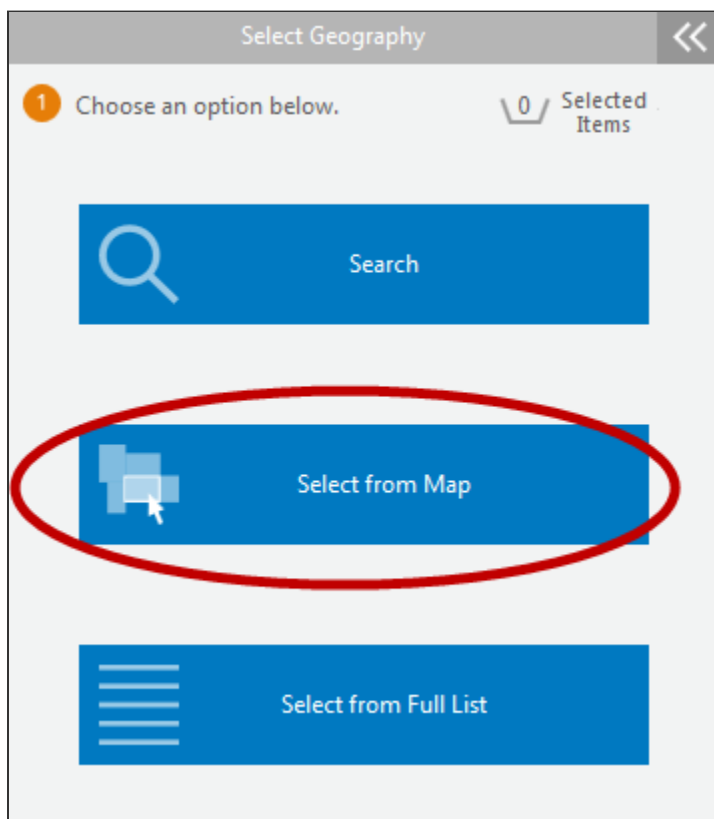 Select Geography
1 Choose an option below.
0 Selected
Items
Search
Select from Map
Select from Full List